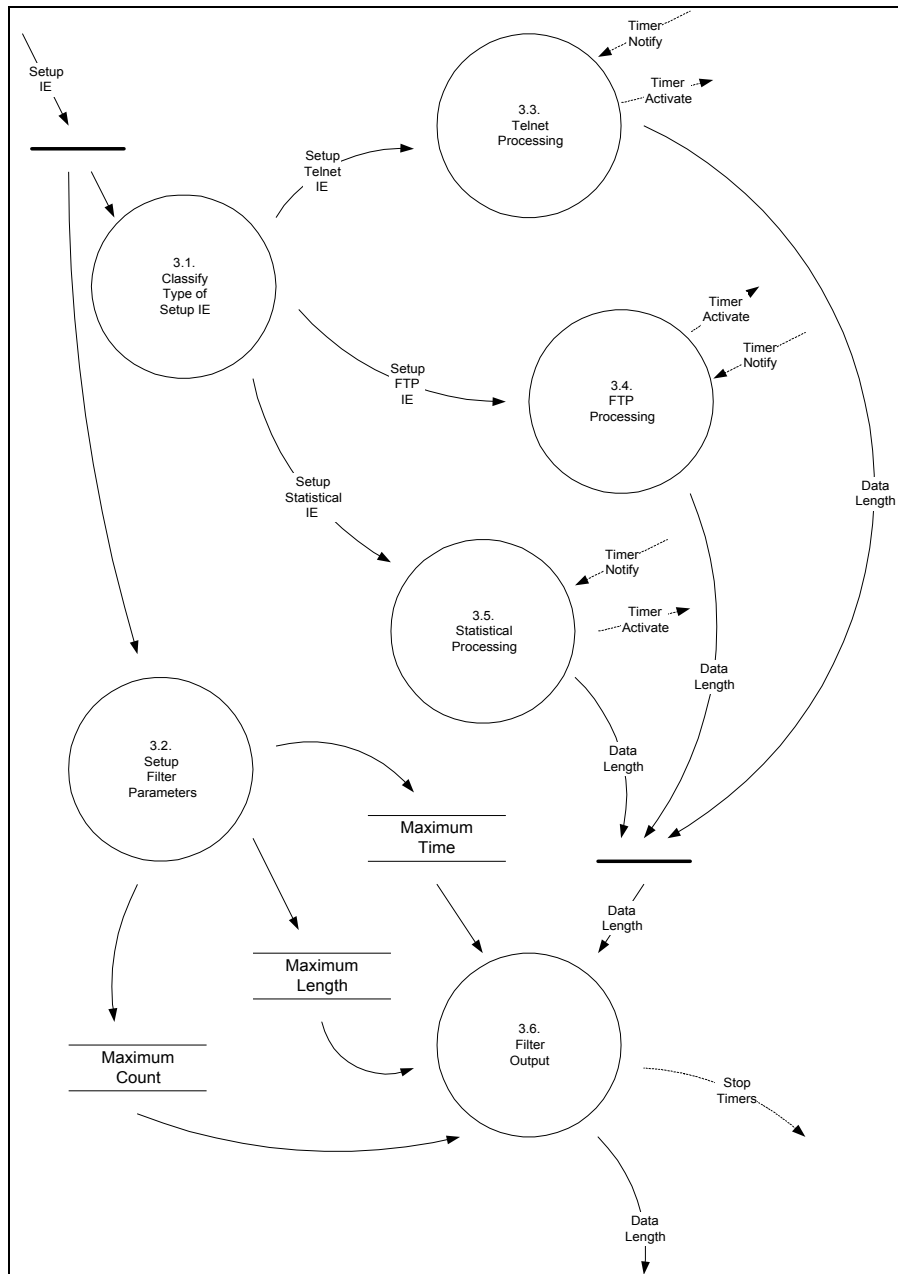 Timer
Notify
Setup
IE
Timer
Activate
3.3.
Telnet
Processing
Setup
Telnet
IE
3.1.
Classify
Type of
Setup IE
Timer
Activate
Timer
Notify
Setup
FTP
IE
3.4.
FTP
Processing
Setup
Statistical
IE
Data
Length
Timer
Notify
3.5.
Statistical
Processing
Timer
Activate
Data
Length
3.2.
Setup
Filter
Parameters
Data
Length
Maximum
Time
Data
Length
Maximum
Length
3.6.
Filter
Output
Maximum
Count
Stop
Timers
Data
Length